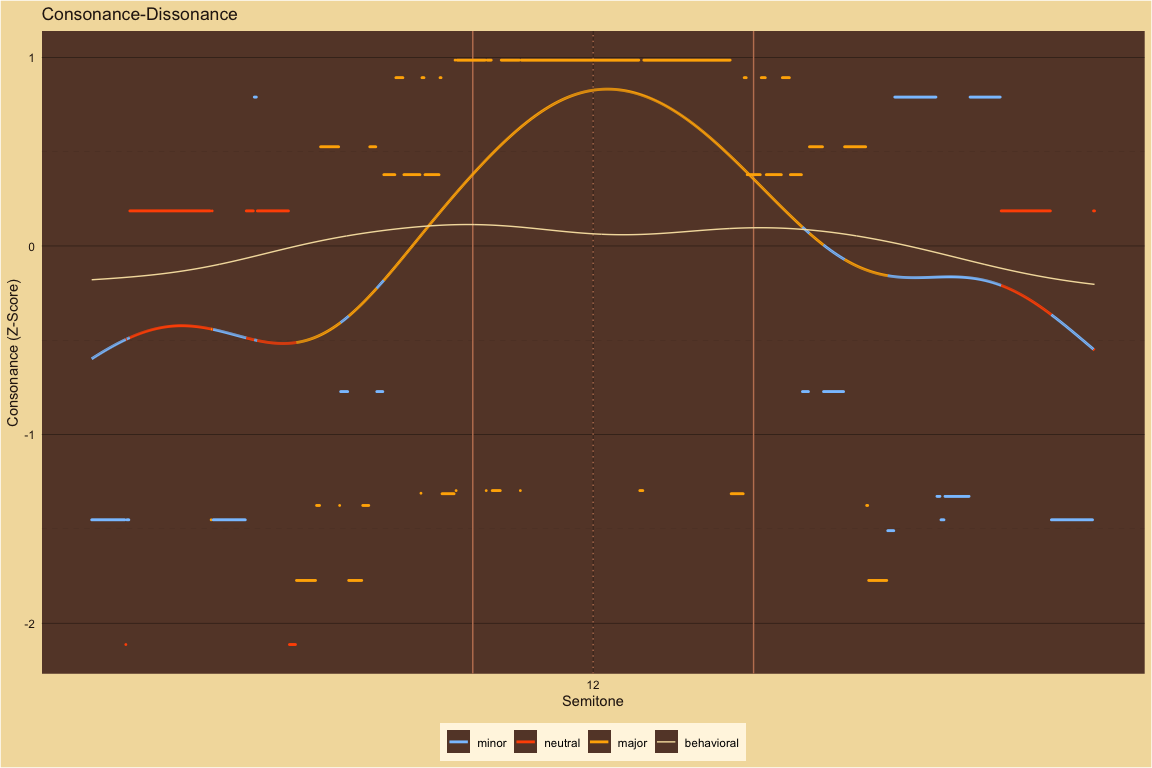 Consonance-Dissonance
Consonance (Z-Score)
1
0
-1
-2
12
Semitone
minor neutral major behavioral